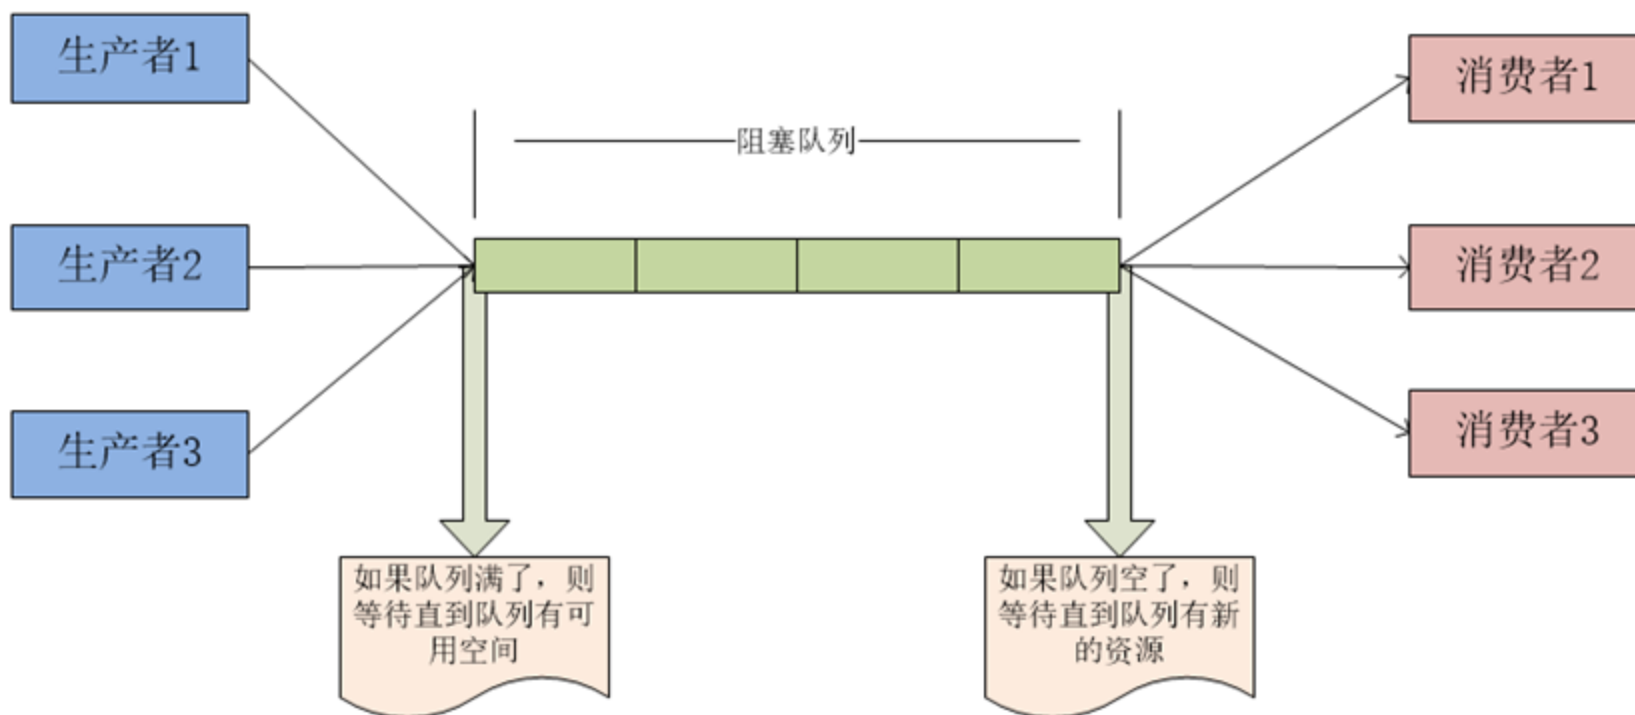 生产者1
消费者1
阻塞队列
生产者2
消费者2
生产者3
消费者3
如果队列满了，则
等待直到队列有可
用空间
如果队列空了，则
等待直到队列有新
的资源